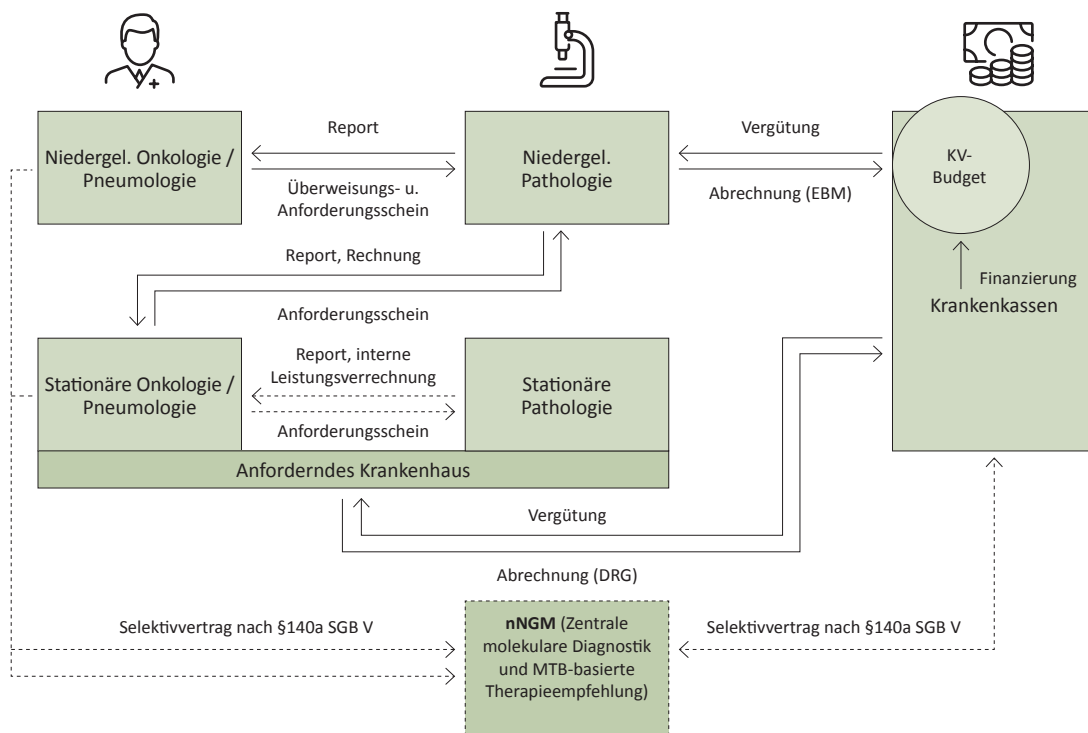 Niedergel. Onkologie /
Pneumologie
Report
Überweisungs- u.
Anforderungsschein
Niedergel.
Pathologie
Vergütung
Abrechnung (EBM)
KV-
Budget
Finanzierung
Krankenkassen
Report, Rechnung
Anforderungsschein
Stationäre Onkologie /
Pneumologie
Report, interne
Leistungsverrechnung
Anforderungsschein
Stationäre
Pathologie
Anforderndes Krankenhaus
Vergütung
Abrechnung (DRG)
Selektivvertrag nach §140a SGB V
nNGM (Zentrale
molekulare Diagnostik
und MTB-basierte
Therapieempfehlung)
Selektivvertrag nach §140a SGB V